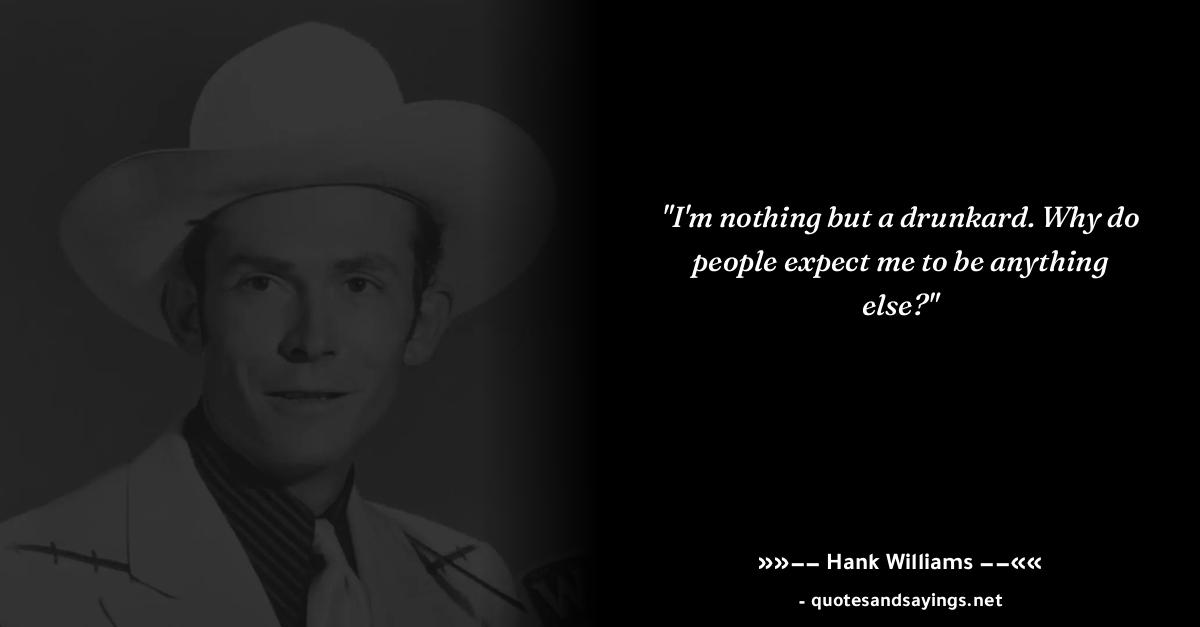 "I'm nothing but a drunkard. Why do
people expect me to be anything
else?"
»»–– Hank Williams ––««
- quotesandsayings.net